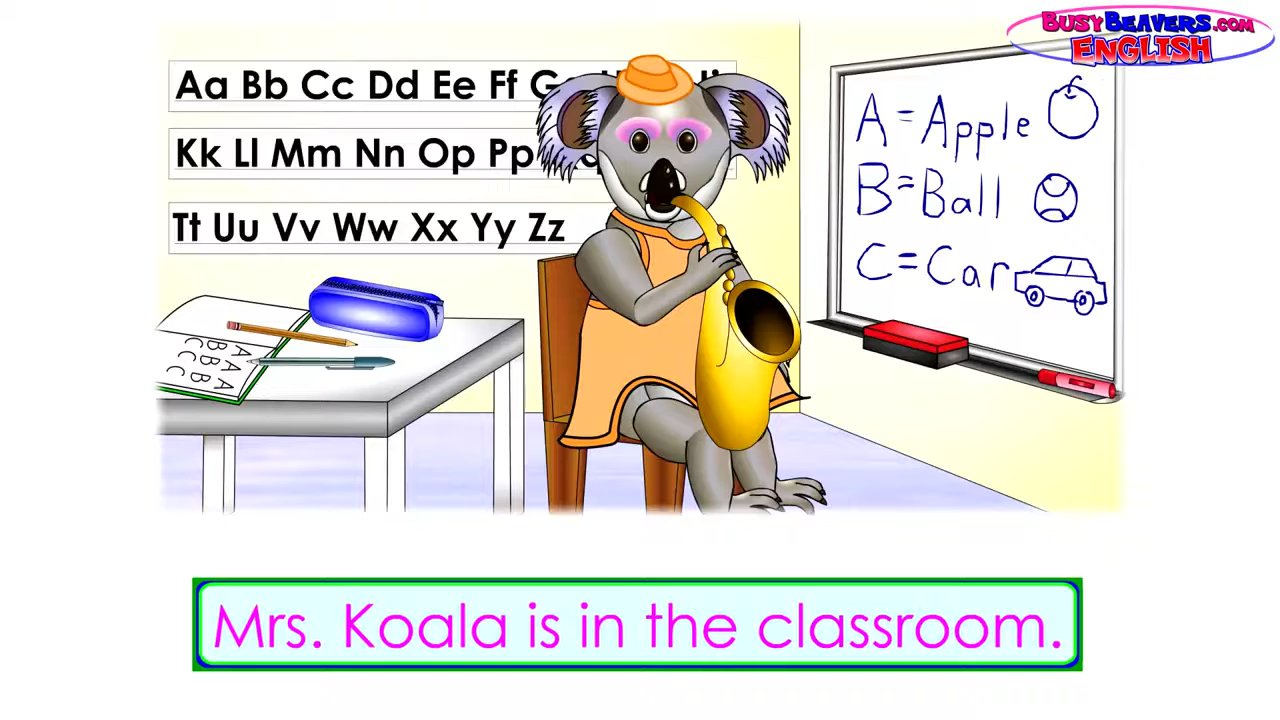 BUSYBEAVERS.COM
ENGLISH
Aa Bb Cc Dd Ee Ff
Kk Ll Mm Nn Op Pp
Tt Uu Vv Ww Xx Yy Zz
A = Apple
B = Ball
C = Car
A A A
B B B
C C C
Mrs. Koala is in the classroom.